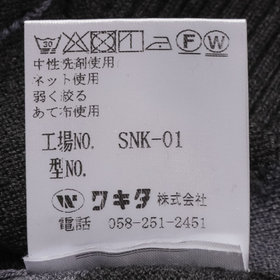 30 F W
中性洗剤使用
ネット使用
弱く絞る
あて布使用
工場NO. SNK-01
型NO.
W ワキタ株式会社
電話 058-251-2451